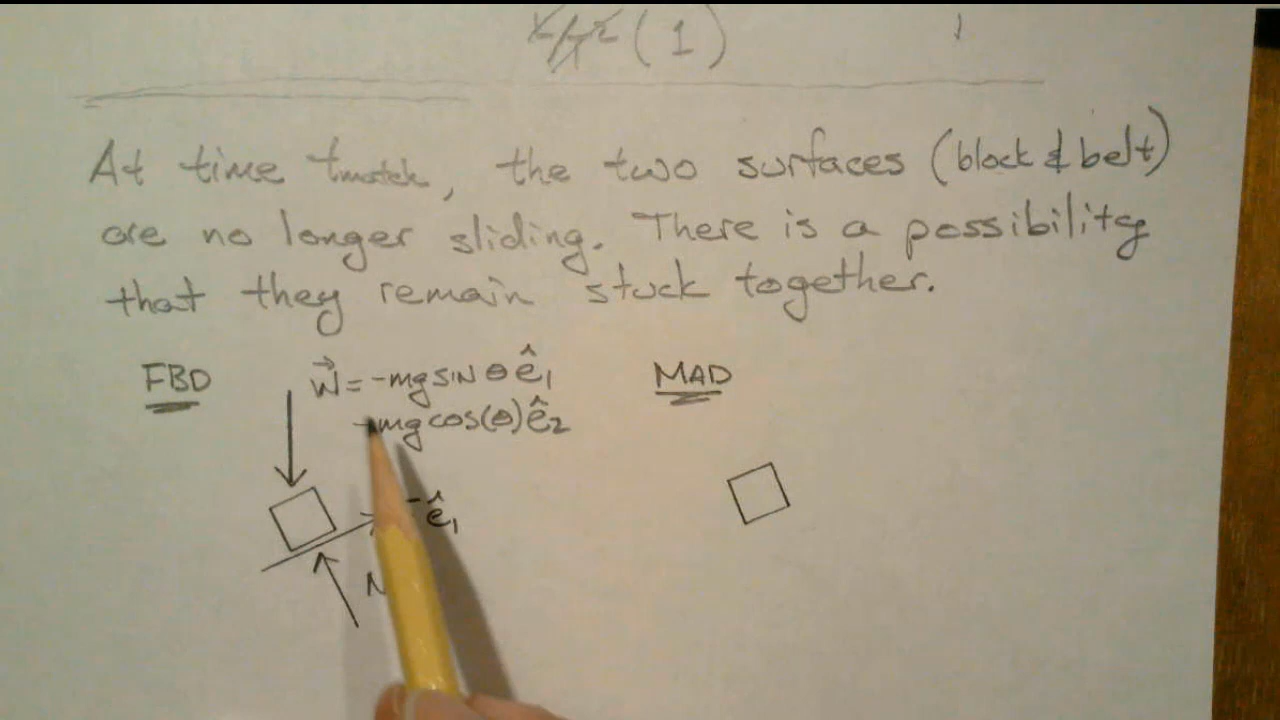 (1)
At time tmatch, the two surfaces (block & belt)
are no longer sliding. There is a possibility
that they remain stuck together.
FBD
W⃗ = -mg sin θ ê₁
-mg cos(θ) ê₂
MAD
ê₁
N